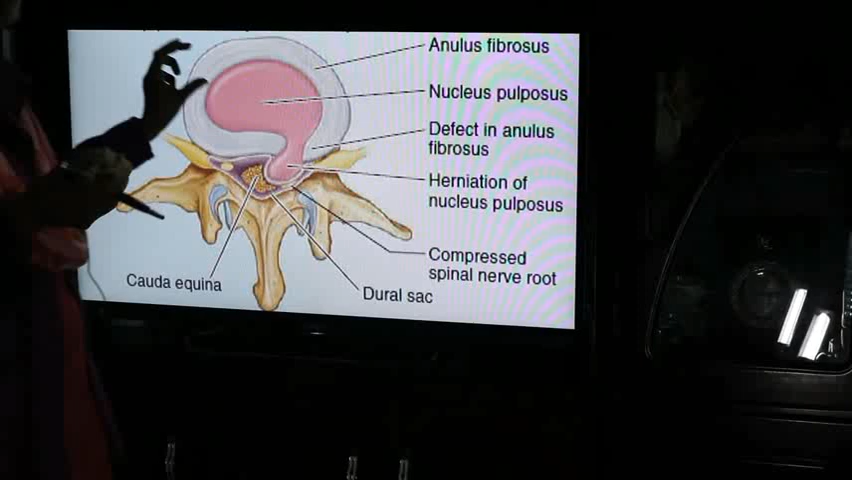 Anulus fibrosus
Nucleus pulposus
Defect in anulus
fibrosus
Herniation of
nucleus pulposus
Compressed
spinal nerve root
Cauda equina
Dural sac